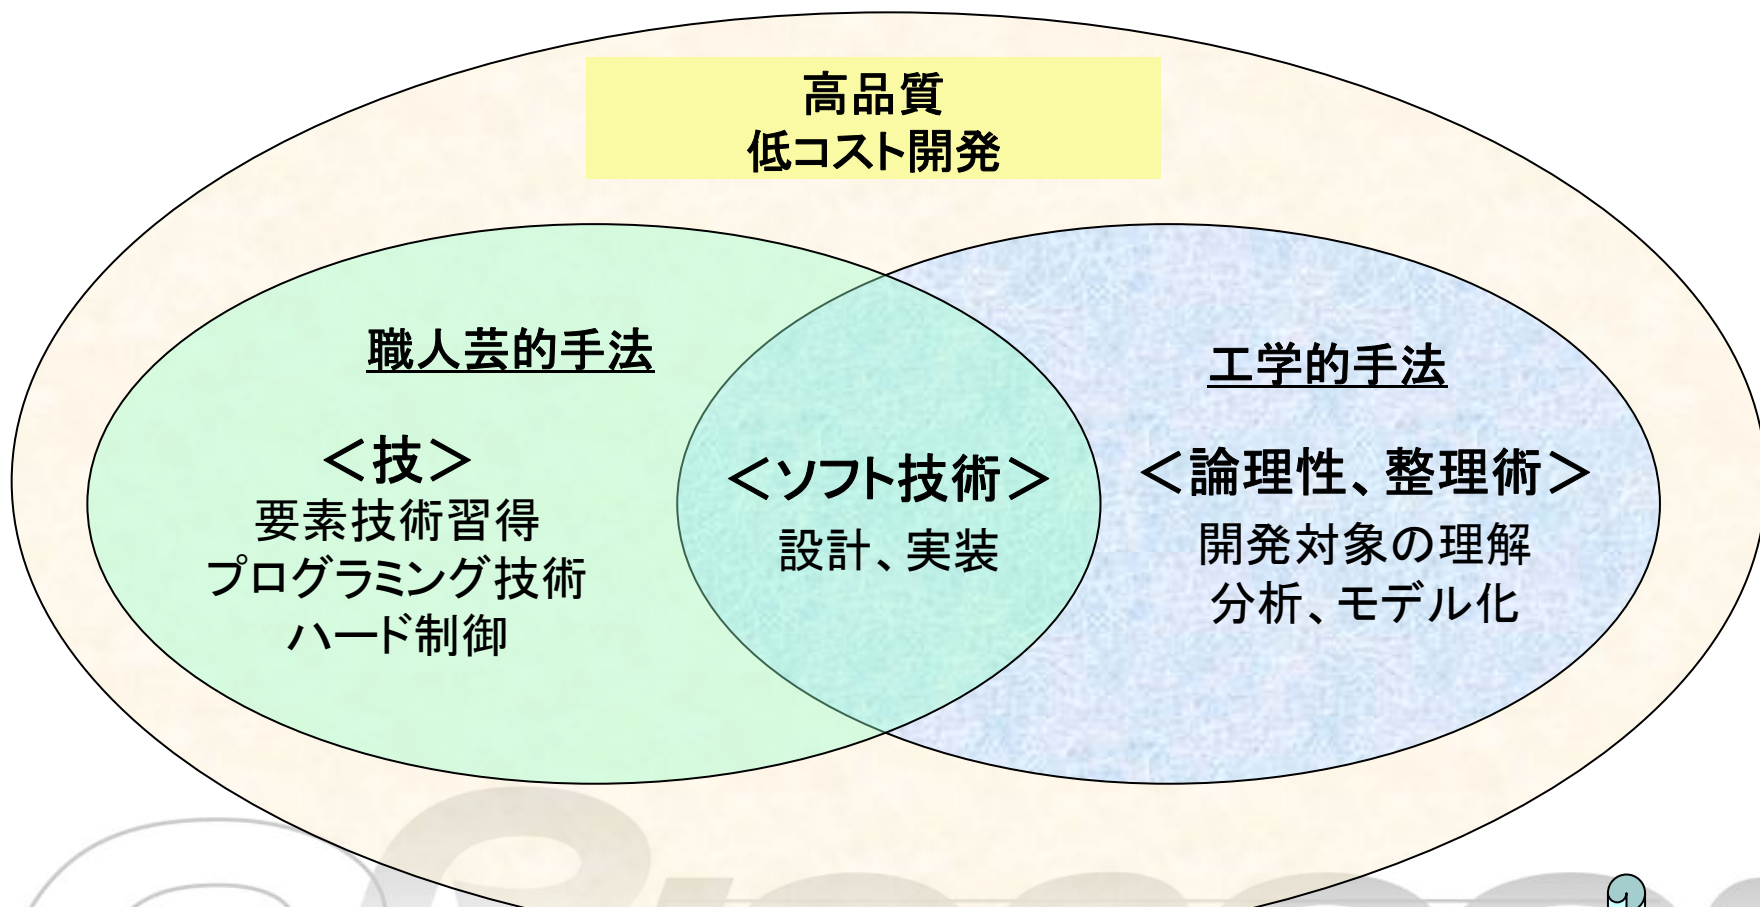 高品質
低コスト開発
職人芸的手法
＜技＞
要素技術習得
プログラミング技術
ハード制御
＜ソフト技術＞
設計、実装
工学的手法
＜論理性、整理術＞
開発対象の理解
分析、モデル化